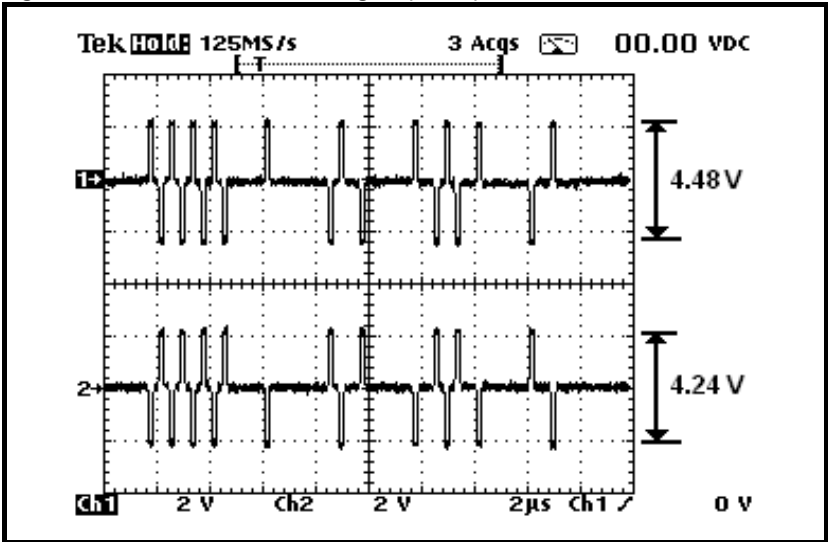 Tek Hold: 125MS/s 3 Acqs 00.00 VDC
T
1
4.48 V
2
4.24 V
Ch1 2 V Ch2 2 V 2µs Ch1 0 V